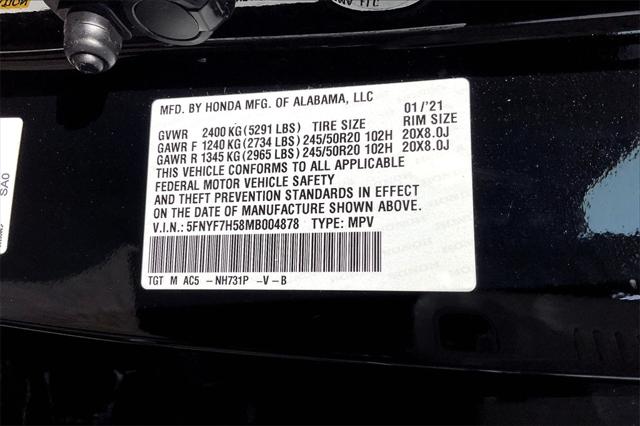 MFD. BY HONDA MFG. OF ALABAMA, LLC 01/'21
GVWR 2400 KG(5291 LBS) TIRE SIZE RIM SIZE
GAWR F 1240 KG(2734 LBS)245/50R20 102H 20X8.0J
GAWR R 1345 KG(2965 LBS)245/50R20 102H 20X8.0J
THIS VEHICLE CONFORMS TO ALL APPLICABLE
FEDERAL MOTOR VEHICLE SAFETY
AND THEFT PREVENTION STANDARDS IN EFFECT
ON THE DATE OF MANUFACTURE SHOWN ABOVE.
V.I.N.: 5FNYF7H58MB004878 TYPE: MPV
TGT M AC5 -NH731P -V-B
SA0